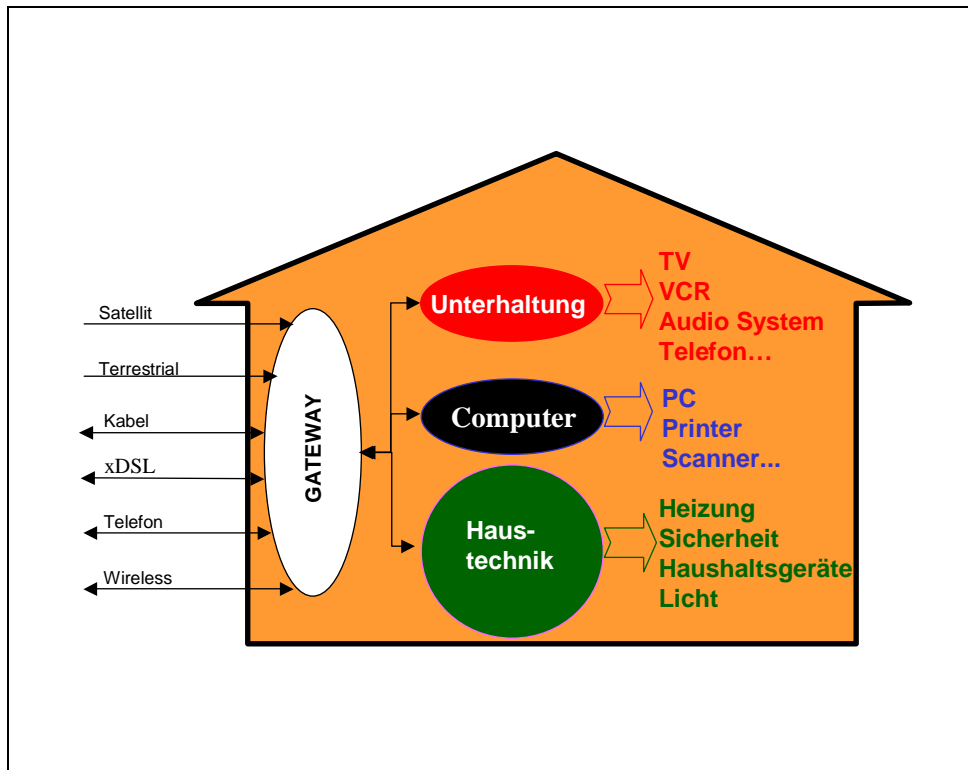 Satellit
Terrestrial
Kabel
xDSL
Telefon
Wireless
GATEWAY
Unterhaltung
TV
VCR
Audio System
Telefon…
Computer
PC
Printer
Scanner...
Haus-
technik
Heizung
Sicherheit
Haushaltsgeräte
Licht